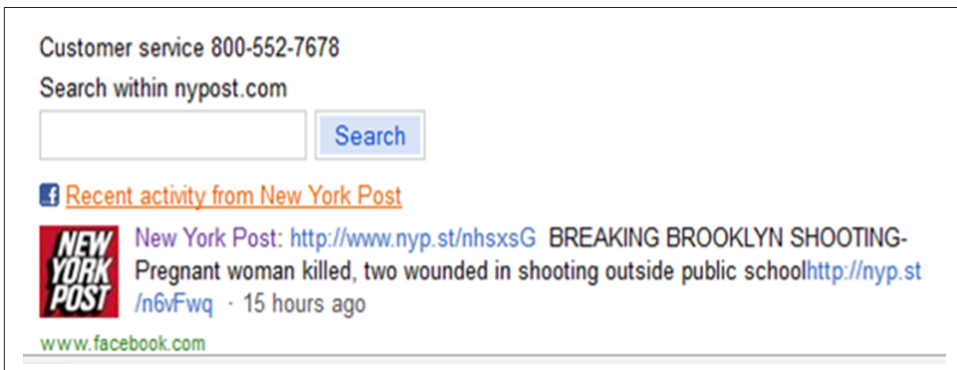 Customer service 800-552-7678
Search within nypost.com
Search
f Recent activity from New York Post
NEW
YORK
POST
New York Post: http://www.nyp.st/nhsxsG BREAKING BROOKLYN SHOOTING-
Pregnant woman killed, two wounded in shooting outside public schoolhttp://nyp.st
/n6vFwq · 15 hours ago
www.facebook.com